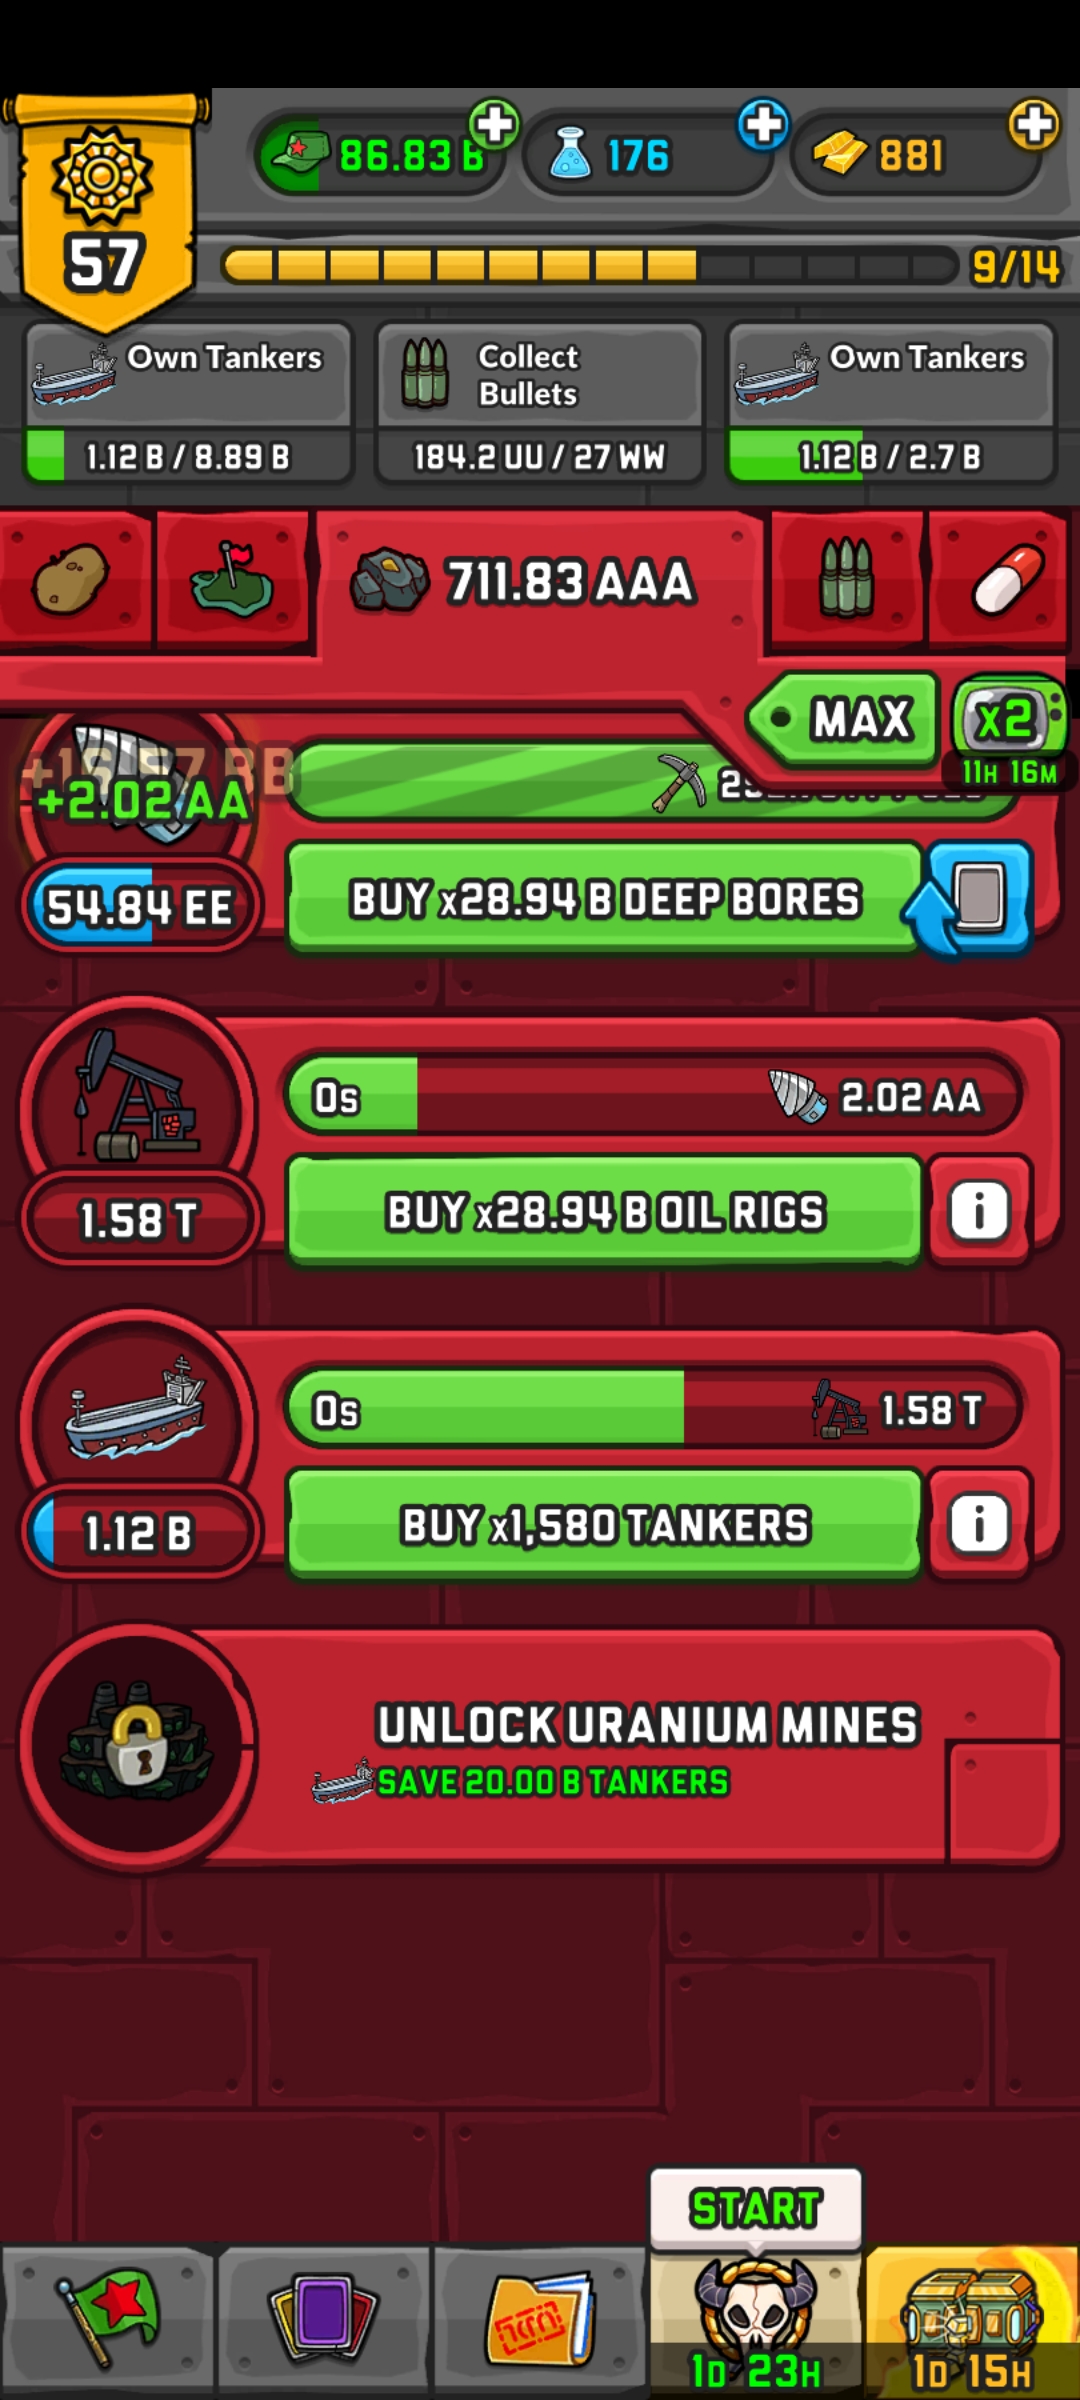 57
86.83 B
176
881
9/14
Own Tankers
1.12 B / 8.89 B
Collect
Bullets
184.2 UU / 27 WW
Own Tankers
1.12 B / 2.7 B
711.83 AAA
MAX
x2
11H 16M
+2.02 AA
54.84 EE
BUY x28.94 B DEEP BORES
0s
2.02 AA
1.58 T
BUY x28.94 B OIL RIGS
i
0s
1.58 T
1.12 B
BUY x1,580 TANKERS
i
UNLOCK URANIUM MINES
SAVE 20.00 B TANKERS
START
1D 23H
1D 15H